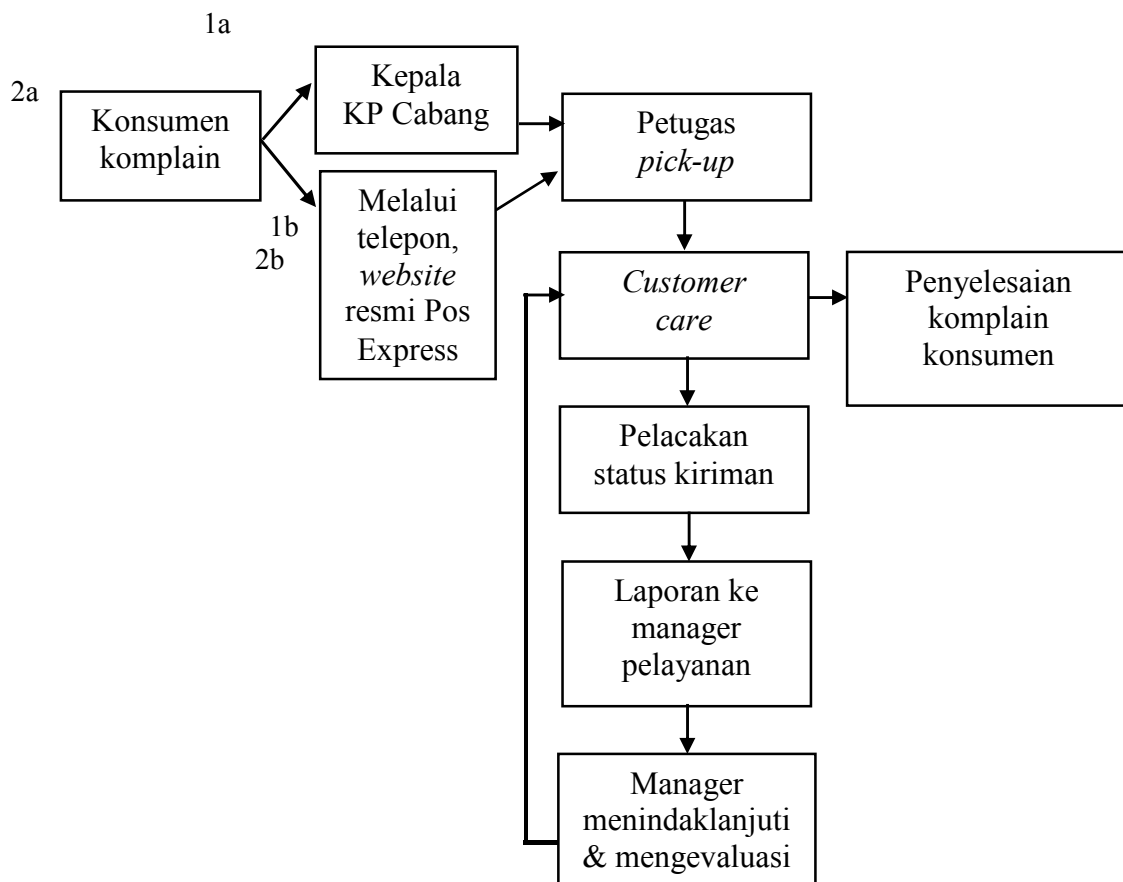 1a
2a
Konsumen
komplain
Kepala
KP Cabang
1b
2b
Melalui
telepon,
website
resmi Pos
Express
Petugas
pick-up
Customer
care
Penyelesaian
komplain
konsumen
Pelacakan
status kiriman
Laporan ke
manager
pelayanan
Manager
menindaklanjuti
& mengevaluasi